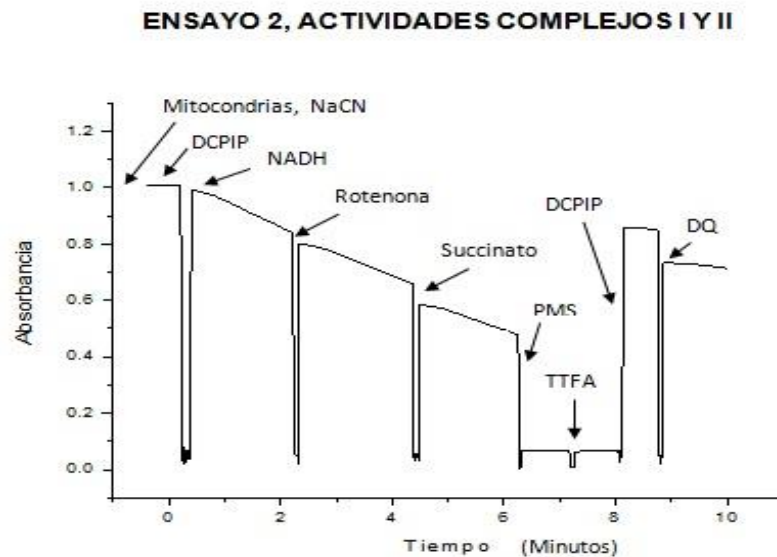 ENSAYO 2, ACTIVIDADES COMPLEJOS I Y II
Mitocondrias, NaCN
DCPIP
NADH
Rotenona
Succinato
DCPIP
DQ
PMS
TTFA
1.2
1.0
0.8
0.6
0.4
0.2
0.0
Absorbancia
0 2 4 6 8 10
Tiempo (Minutos)